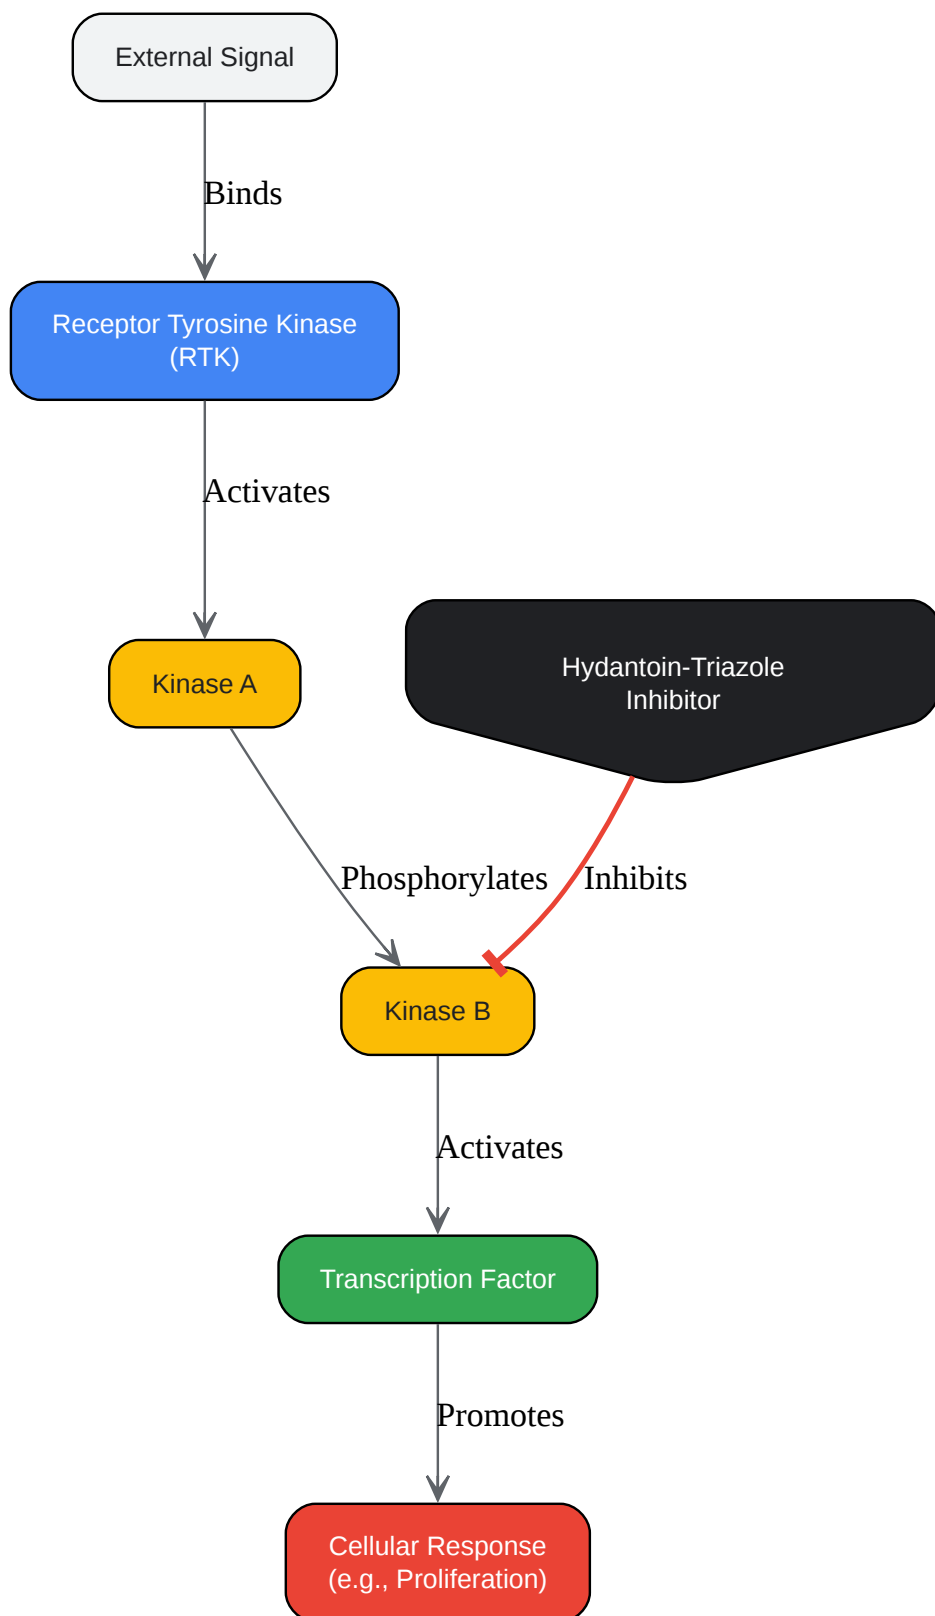 External Signal
Binds
Receptor Tyrosine Kinase
(RTK)
Activates
Kinase A
Hydantoin-Triazole
Inhibitor
Phosphorylates
Inhibits
Kinase B
Activates
Transcription Factor
Promotes
Cellular Response
(e.g., Proliferation)